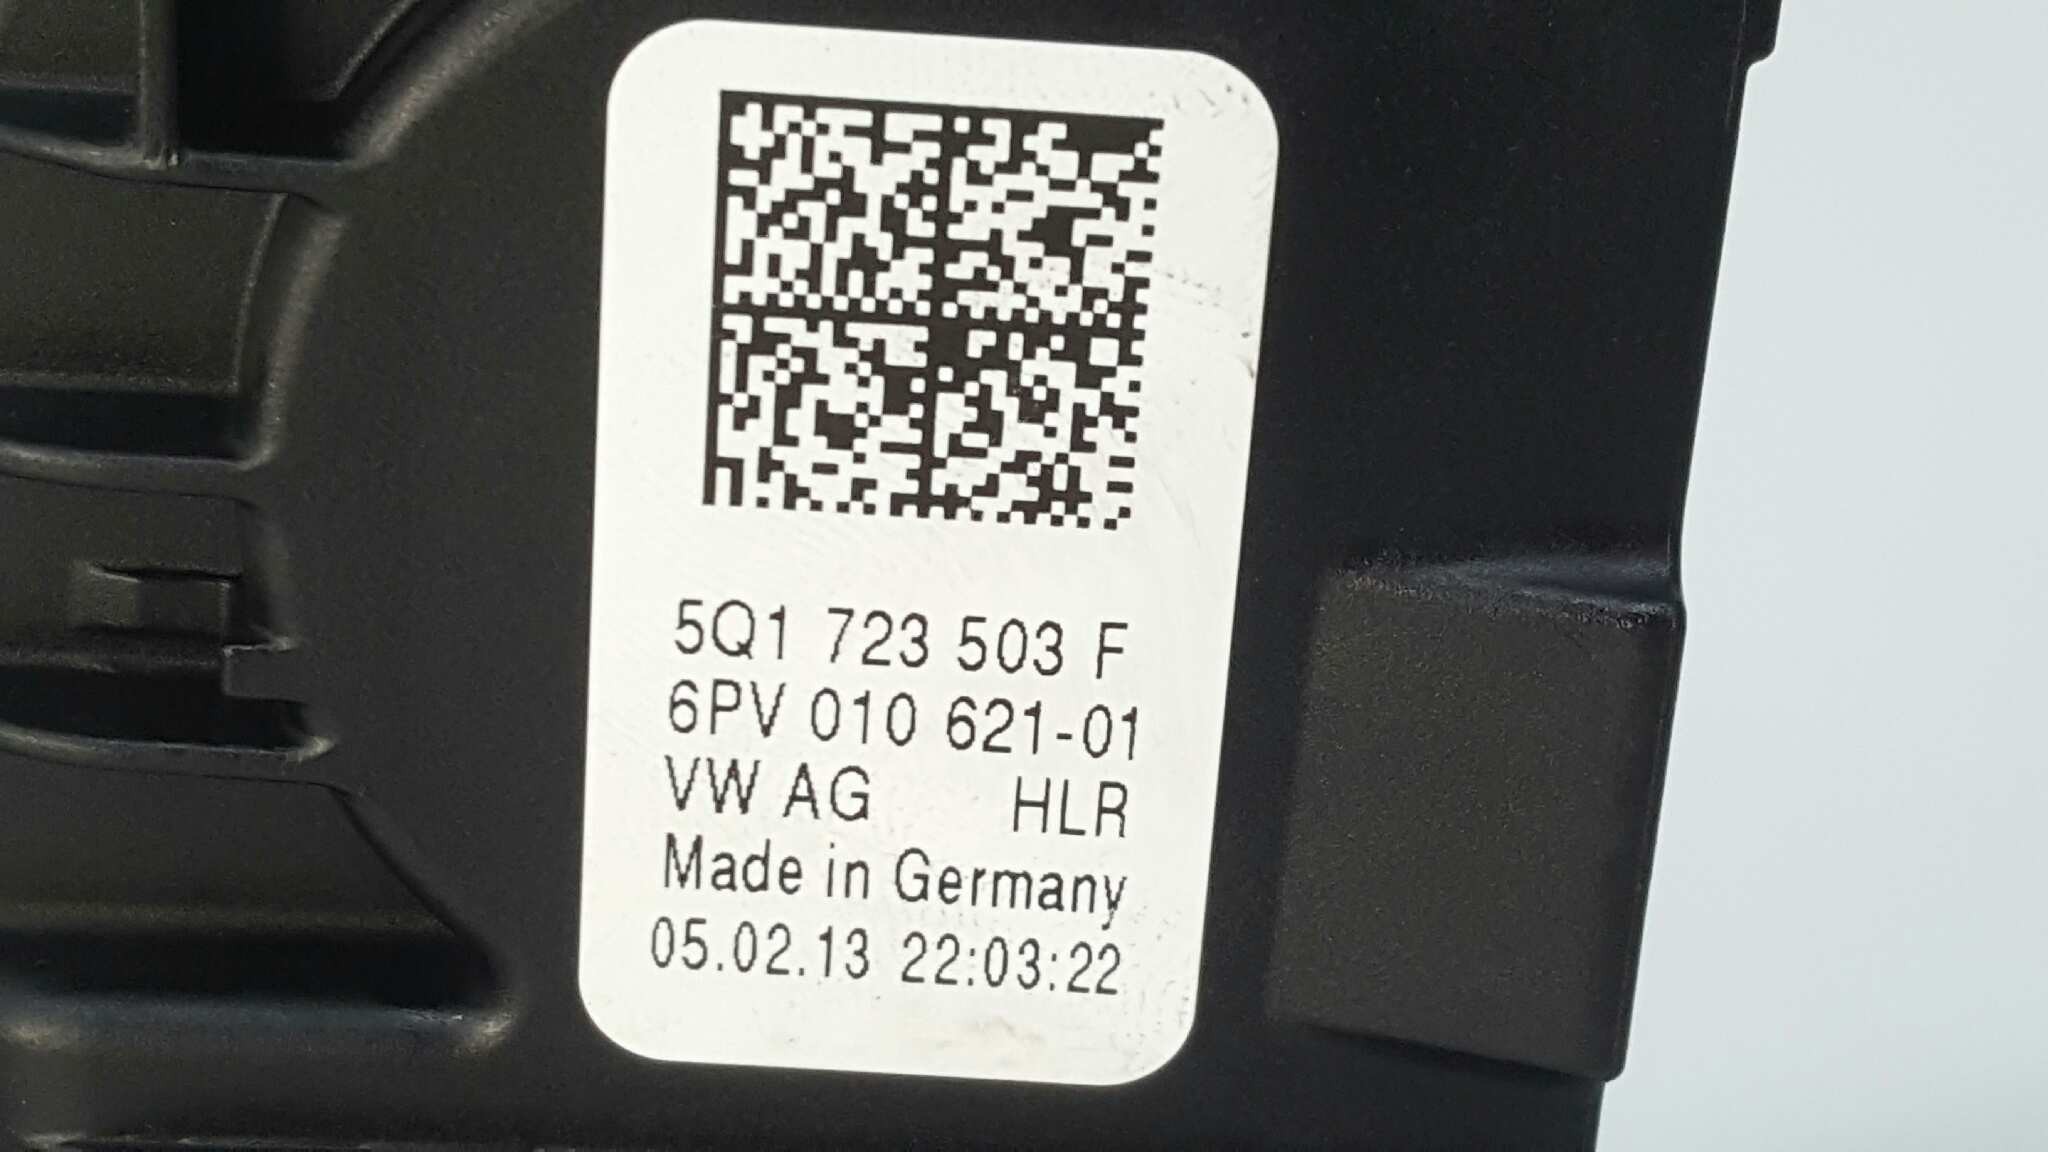 5Q1 723 503 F
6PV 010 621-01
VW AG HLR
Made in Germany
05.02.13 22:03:22